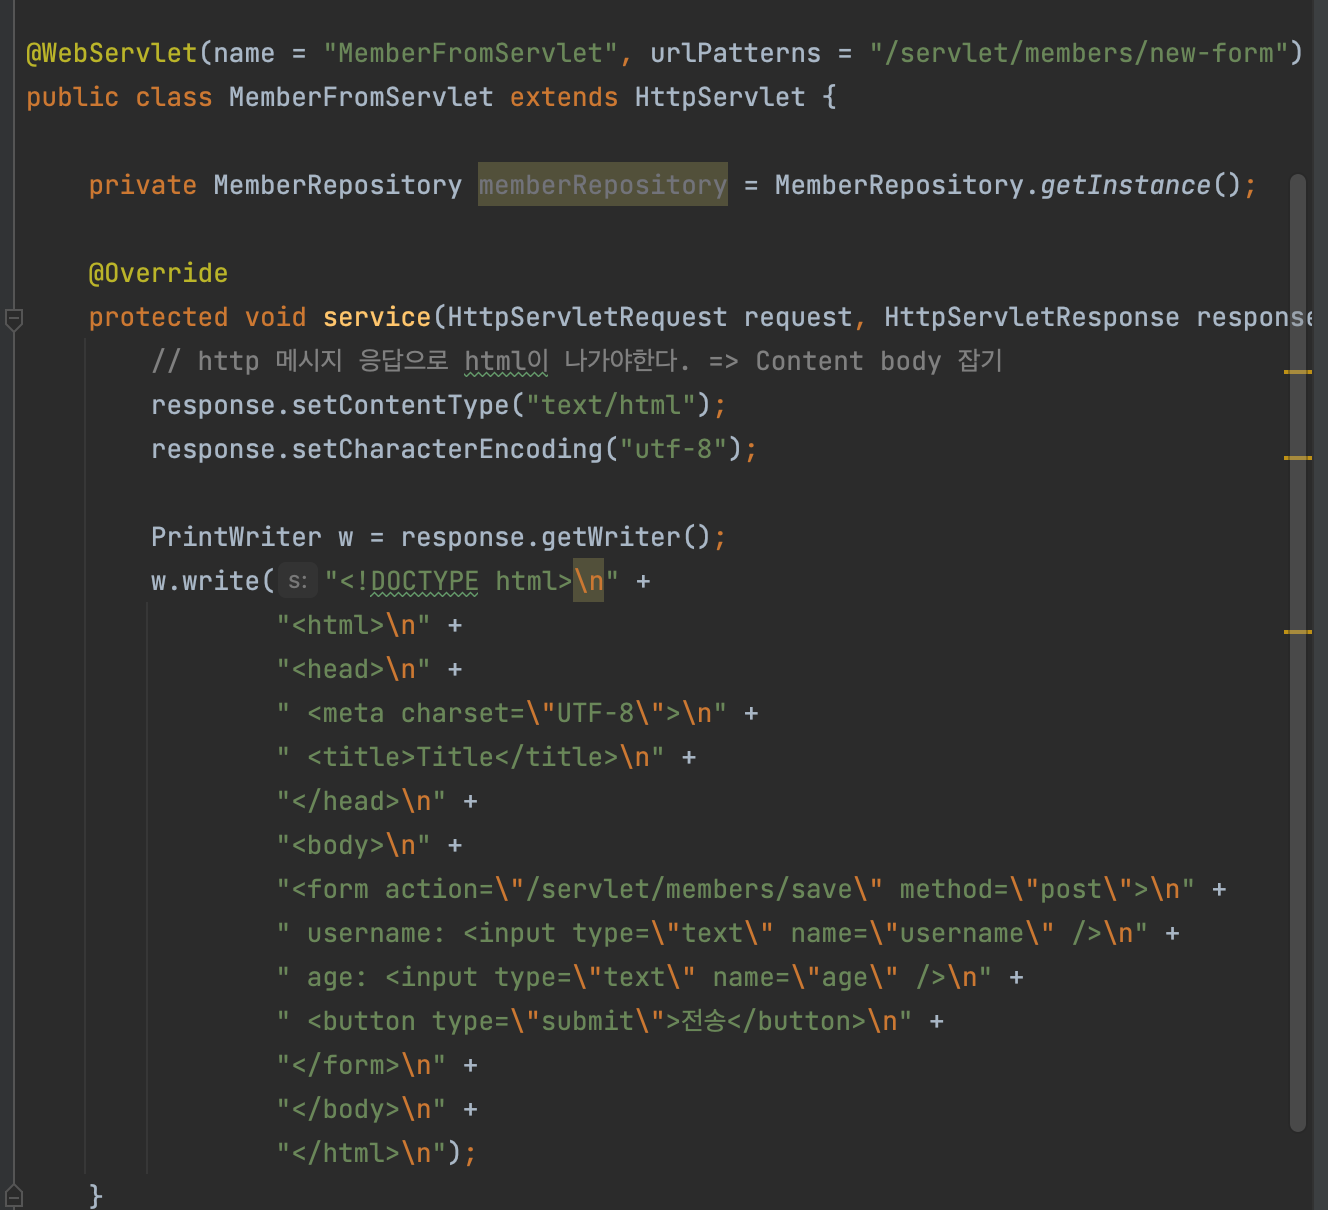 @WebServlet(name = "MemberFromServlet", urlPatterns = "/servlet/members/new-form")
public class MemberFromServlet extends HttpServlet {
private MemberRepository memberRepository = MemberRepository.getInstance();
@Override
protected void service(HttpServletRequest request, HttpServletResponse response
// http 메시지 응답으로 html이 나가야한다. => Content body 잡기
response.setContentType("text/html");
response.setCharacterEncoding("utf-8");
PrintWriter w = response.getWriter();
w.write( s: "<!DOCTYPE html>\n" +
"<html>\n" +
"<head>\n" +
" <meta charset=\"UTF-8\">\n" +
" <title>Title</title>\n" +
"</head>\n" +
"<body>\n" +
"<form action=\"/servlet/members/save\" method=\"post\">\n" +
" username: <input type=\"text\" name=\"username\" />\n" +
" age: <input type=\"text\" name=\"age\" />\n" +
" <button type=\"submit\">전송</button>\n" +
"</form>\n" +
"</body>\n" +
"</html>\n");
}